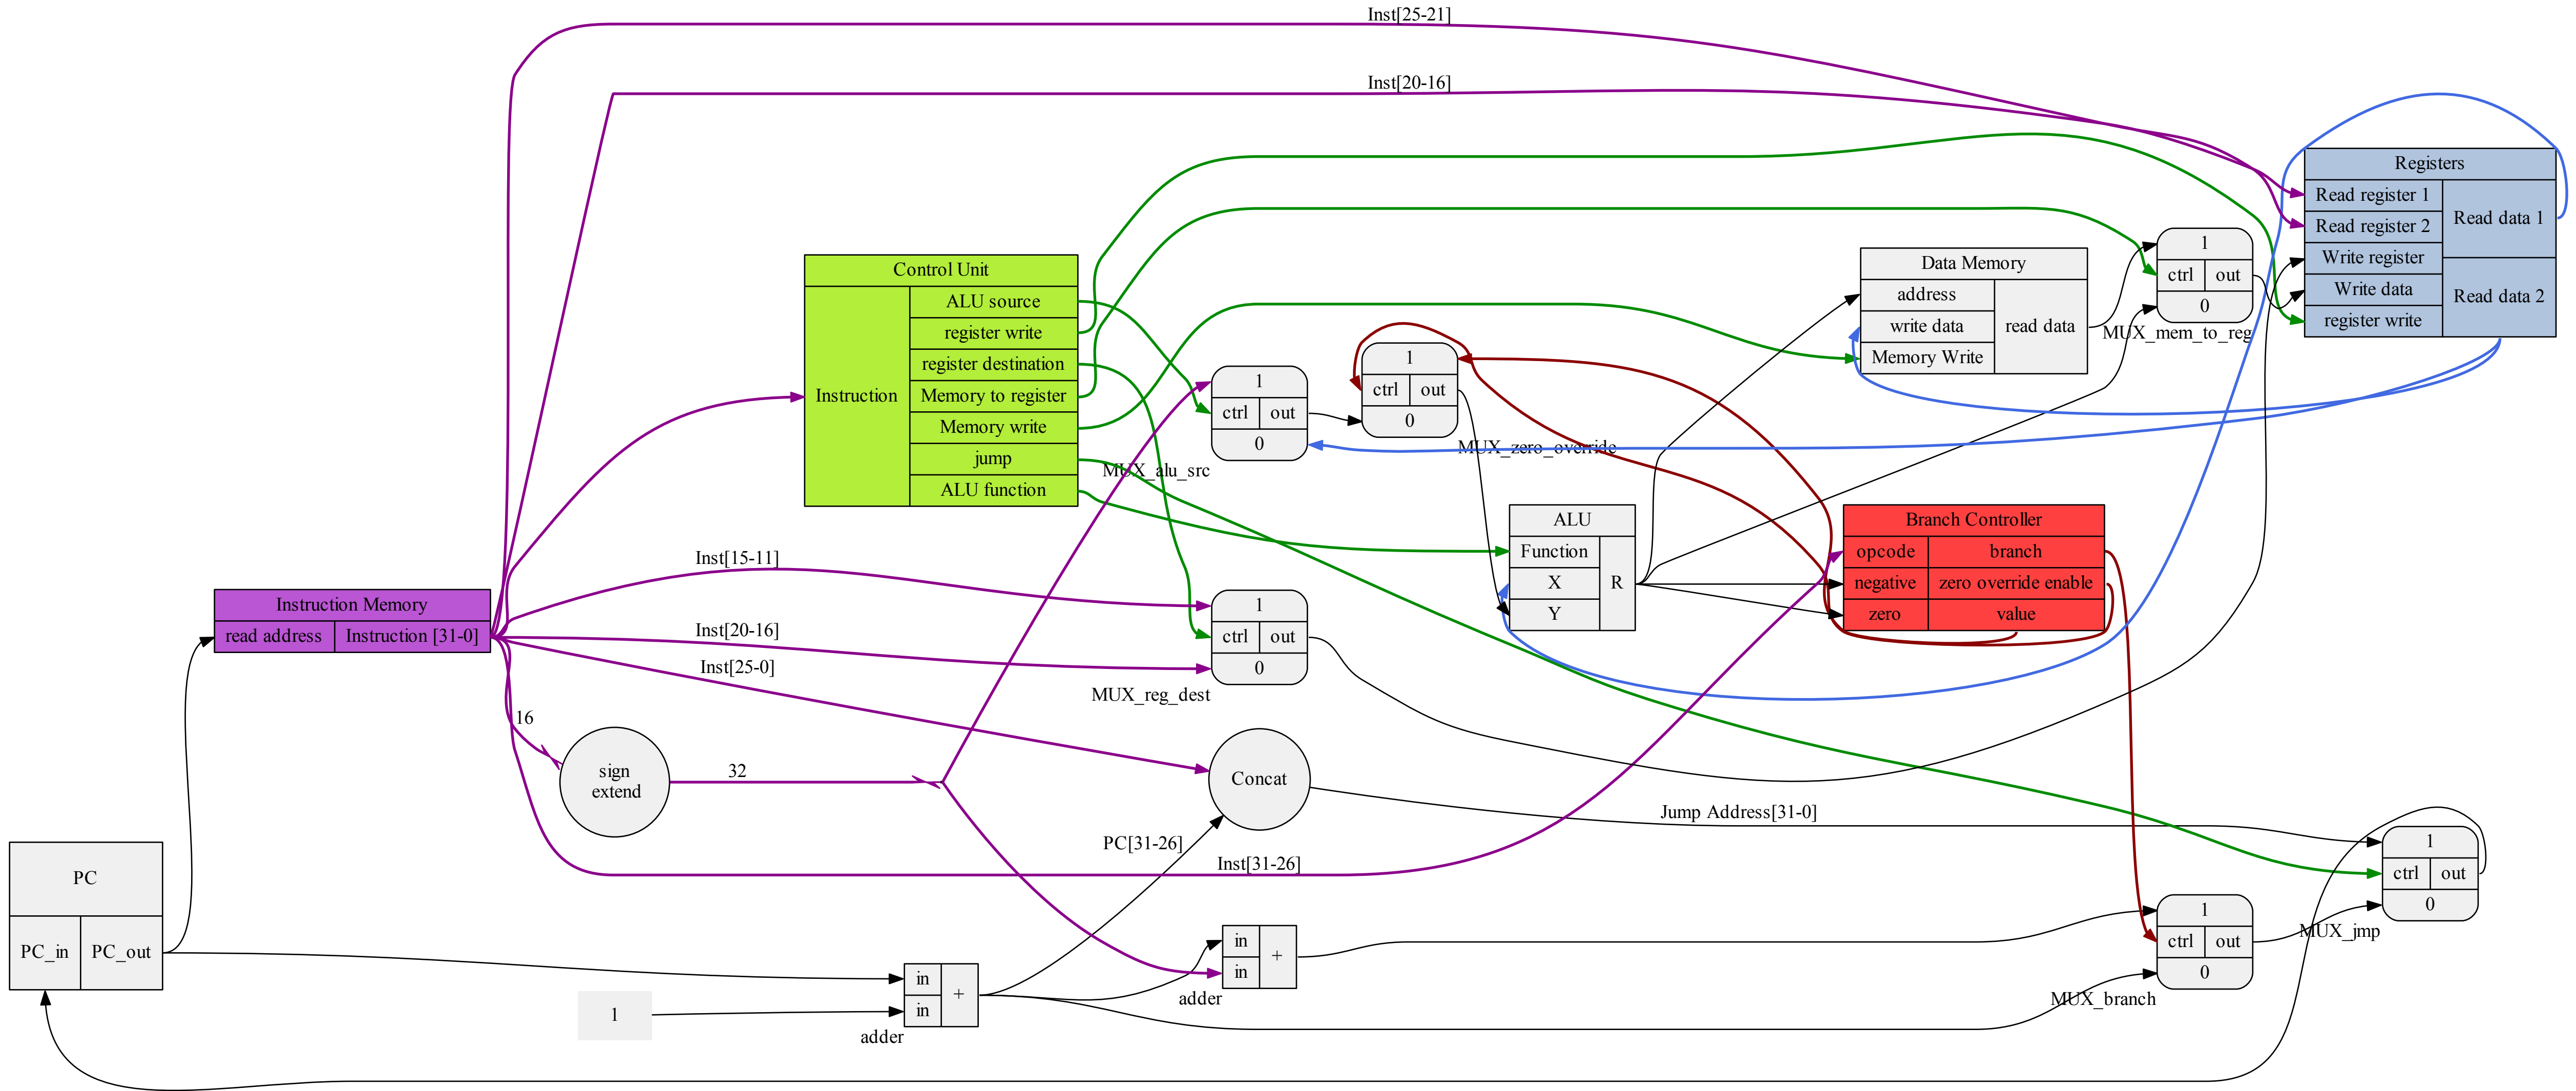 Inst[25-21]
Inst[20-16]
Registers
Read register 1
Read data 1
Read register 2
Write register
Write data
Read data 2
register write
1
ctrl
out
0
MUX_mem_to_reg
Data Memory
address
write data
read data
Memory Write
Control Unit
Instruction
ALU source
register write
register destination
Memory to register
Memory write
jump
ALU function
1
ctrl
out
0
MUX_alu_src
1
ctrl
out
0
MUX_zero_override
ALU
Function
X
R
Y
Branch Controller
opcode
branch
negative
zero override enable
zero
value
Instruction Memory
read address
Instruction [31-0]
Inst[15-11]
Inst[20-16]
Inst[25-0]
1
ctrl
out
0
MUX_reg_dest
16
sign
extend
32
Concat
PC[31-26]
Inst[31-26]
Jump Address[31-0]
1
ctrl
out
0
MUX_jmp
PC
PC_in
PC_out
1
in
in
+
adder
in
in
+
adder
1
ctrl
out
0
MUX_branch